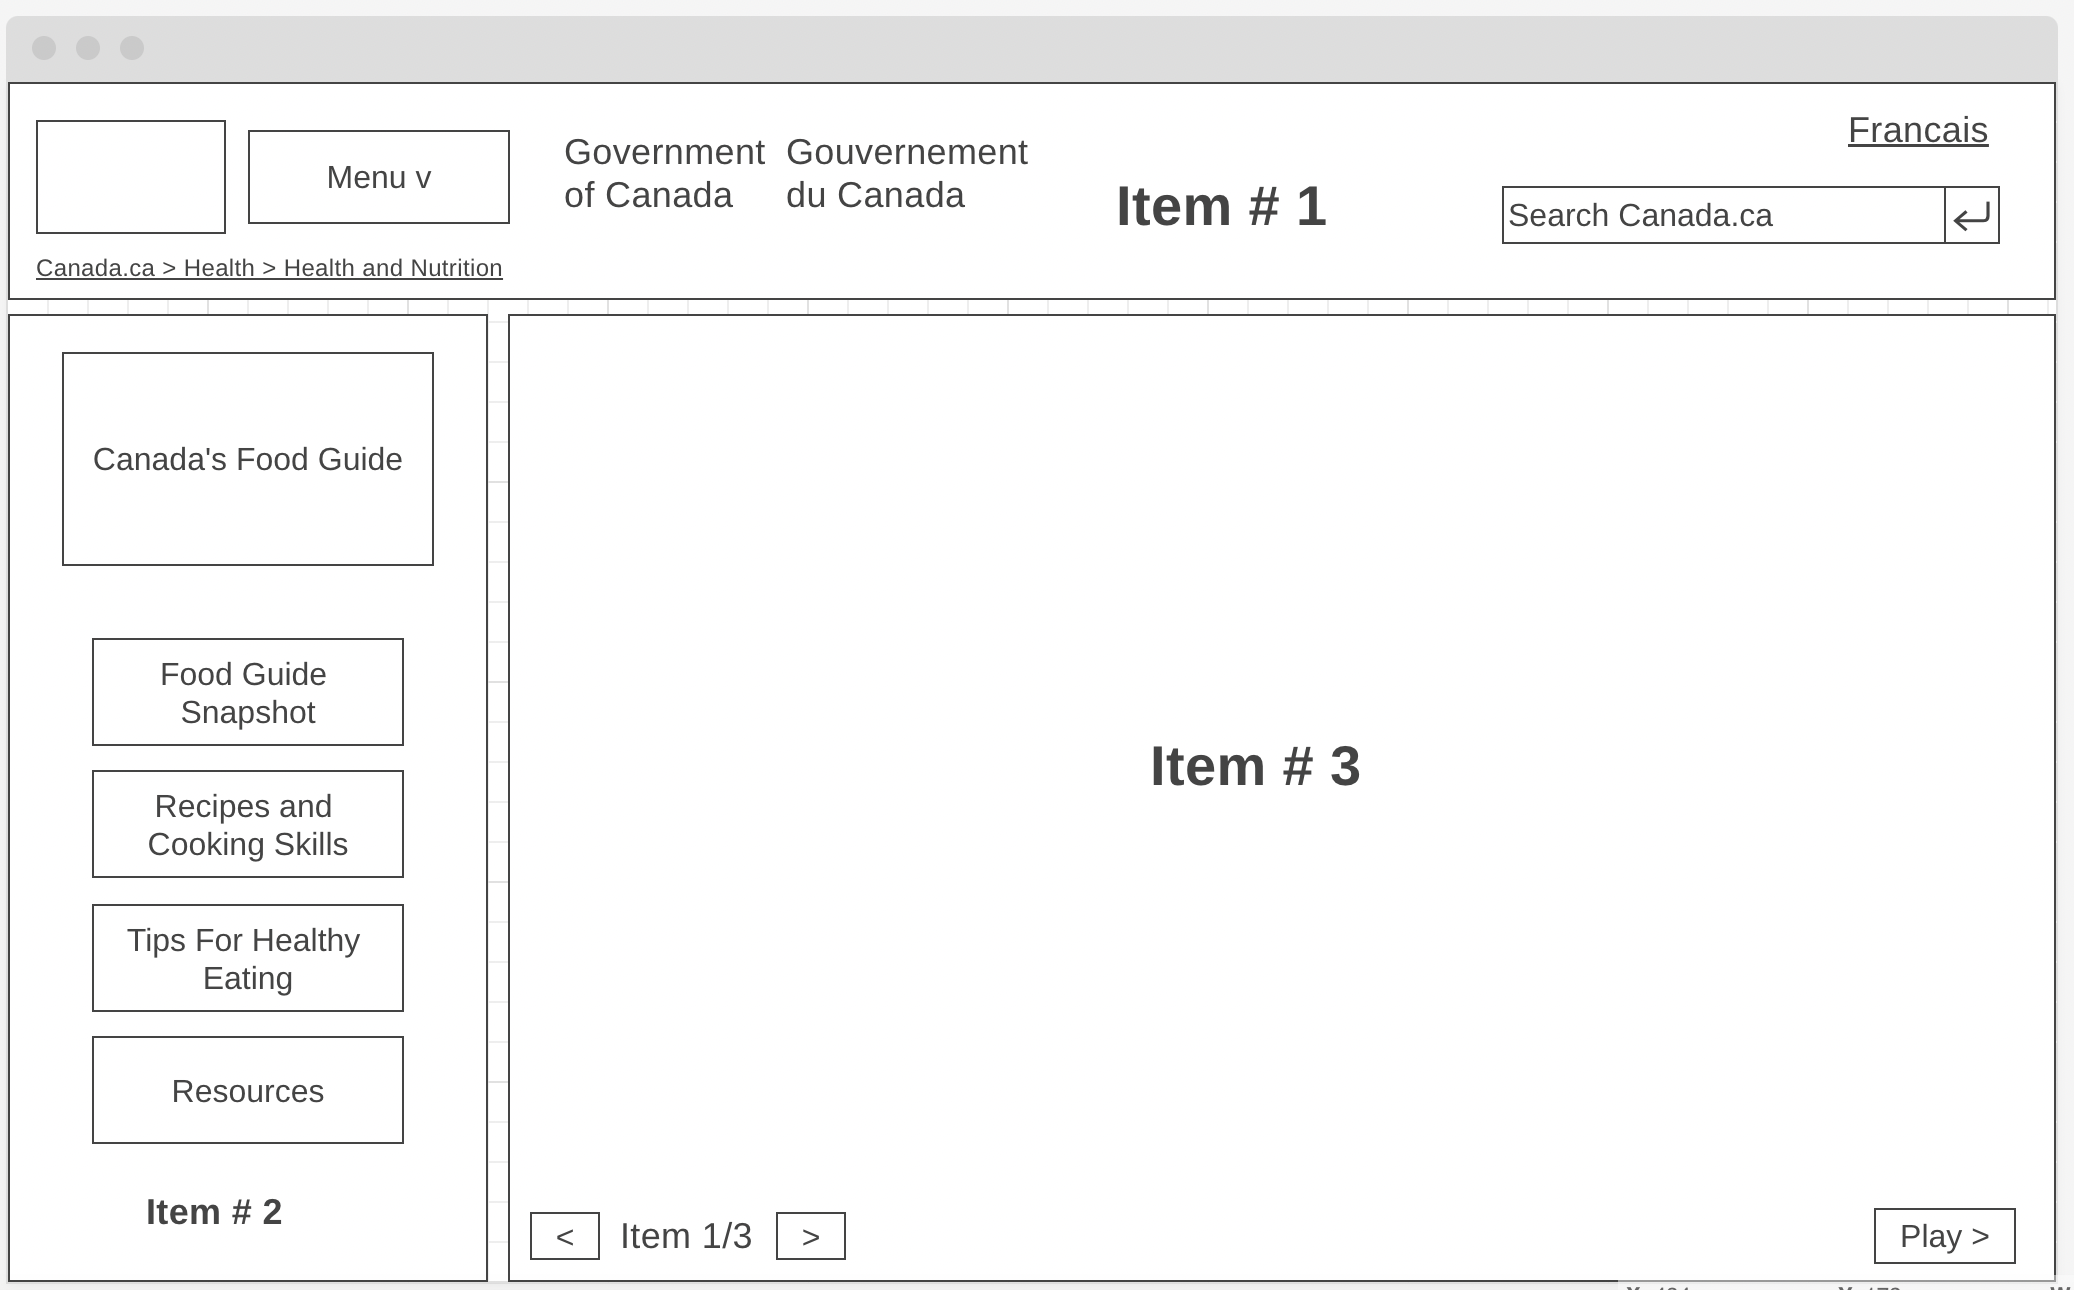 Francais
Menu v
Government Gouvernement
of Canada du Canada
Item # 1
Search Canada.ca
Canada.ca > Health > Health and Nutrition
Canada's Food Guide
Food Guide
Snapshot
Recipes and
Cooking Skills
Tips For Healthy
Eating
Resources
Item # 2
Item # 3
< Item 1/3 >
Play >